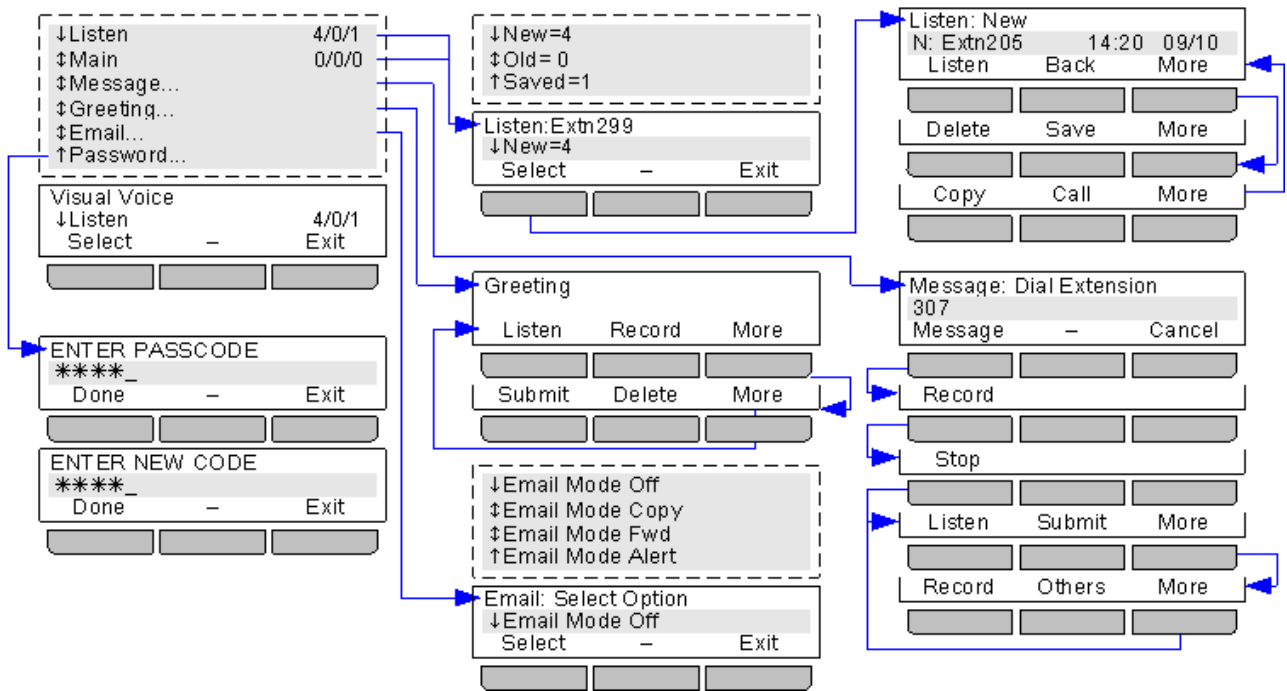 ↓Listen 4/0/1
↕Main 0/0/0
↕Message...
↕Greeting...
↕Email...
↑Password...
Visual Voice
↓Listen 4/0/1
Select – Exit
ENTER PASSCODE
****_
Done – Exit
ENTER NEW CODE
****_
Done – Exit
↓New=4
↕Old= 0
↑Saved=1
Listen:Extn299
↓New=4
Select – Exit
Greeting
Listen Record More
Submit Delete More
↓Email Mode Off
↕Email Mode Copy
↕Email Mode Fwd
↑Email Mode Alert
Email: Select Option
↓Email Mode Off
Select – Exit
Listen: New
N: Extn205 14:20 09/10
Listen Back More
Delete Save More
Copy Call More
Message: Dial Extension
307
Message – Cancel
Record
Stop
Listen Submit More
Record Others More